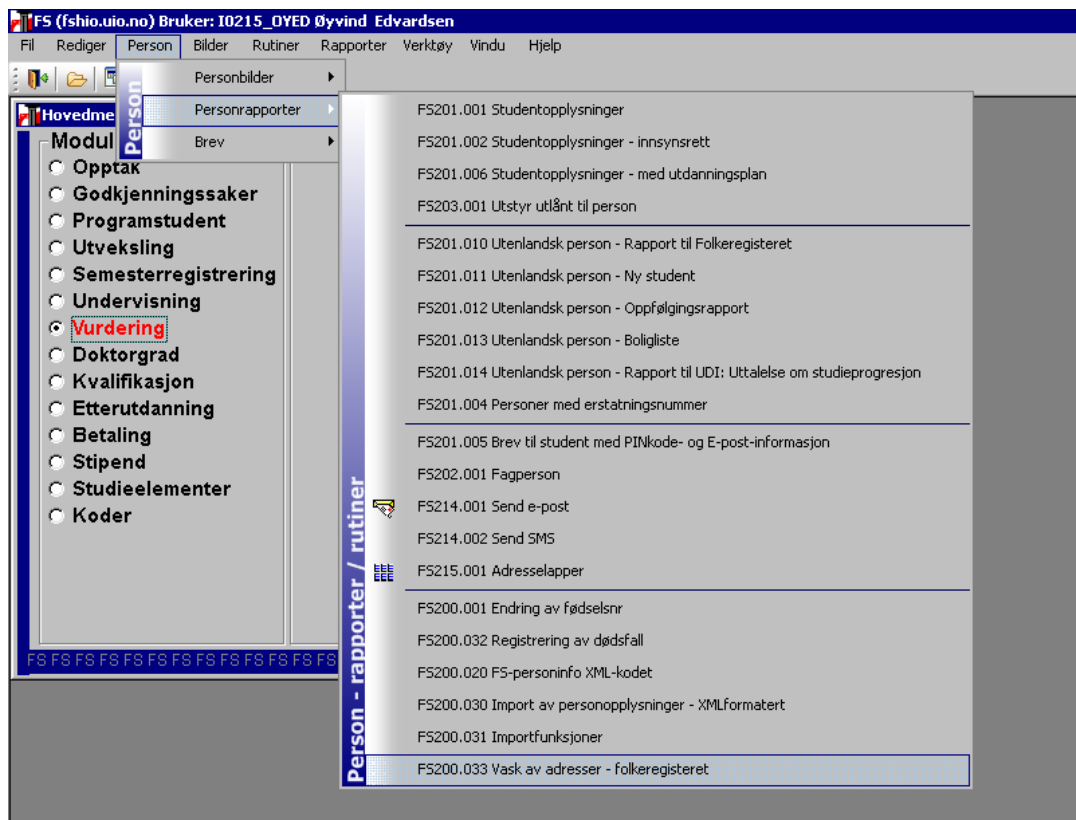 FS (fshio.uio.no) Bruker: I0215_OYED Øyvind Edvardsen
Fil Rediger Person Bilder Rutiner Rapporter Verktøy Vindu Hjelp
Person
Personbilder
Personrapporter
Brev
Hovedme
Modul
Opptak
Godkjenningssaker
Programstudent
Utveksling
Semesterregistrering
Undervisning
Vurdering
Doktorgrad
Kvalifikasjon
Etterutdanning
Betaling
Stipend
Studieelementer
Koder
FS FS FS FS FS FS FS FS FS FS FS
Person - rapporter / rutiner
FS201.001 Studentopplysninger
FS201.002 Studentopplysninger - innsynsrett
FS201.006 Studentopplysninger - med utdanningsplan
FS203.001 Utstyr utlånt til person
FS201.010 Utenlandsk person - Rapport til Folkeregisteret
FS201.011 Utenlandsk person - Ny student
FS201.012 Utenlandsk person - Oppfølgingsrapport
FS201.013 Utenlandsk person - Boligliste
FS201.014 Utenlandsk person - Rapport til UDI: Uttalelse om studieprogresjon
FS201.004 Personer med erstatningsnummer
FS201.005 Brev til student med PINkode- og E-post-informasjon
FS202.001 Fagperson
FS214.001 Send e-post
FS214.002 Send SMS
FS215.001 Adresselapper
FS200.001 Endring av fødselsnr
FS200.032 Registrering av dødsfall
FS200.020 FS-personinfo XML-kodet
FS200.030 Import av personopplysninger - XMLformatert
FS200.031 Importfunksjoner
FS200.033 Vask av adresser - folkeregisteret